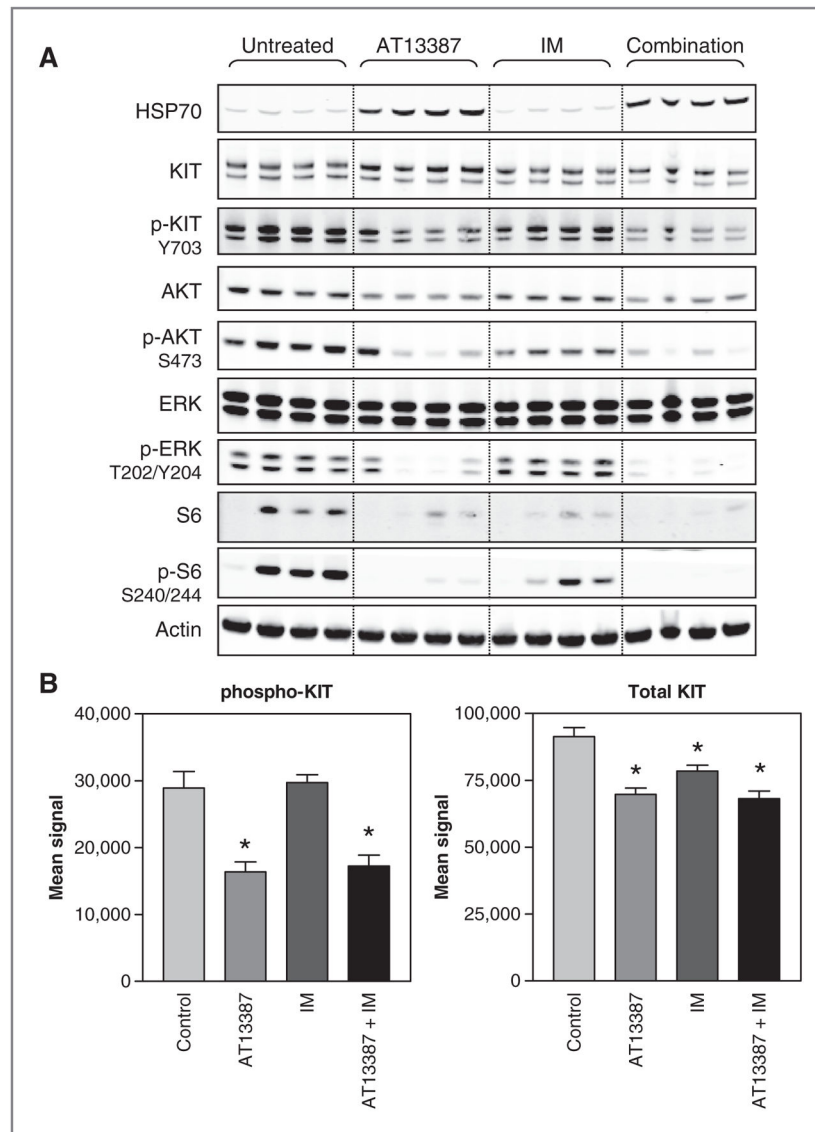 A
Untreated AT13387 IM Combination
HSP70
KIT
p-KIT
Y703
AKT
p-AKT
S473
ERK
p-ERK
T202/Y204
S6
p-S6
S240/244
Actin
B
phospho-KIT
40,000
30,000
20,000
10,000
0
Mean signal
* *
Control AT13387 IM AT13387 + IM
Total KIT
100,000
75,000
50,000
25,000
0
Mean signal
* * *
Control AT13387 IM AT13387 + IM